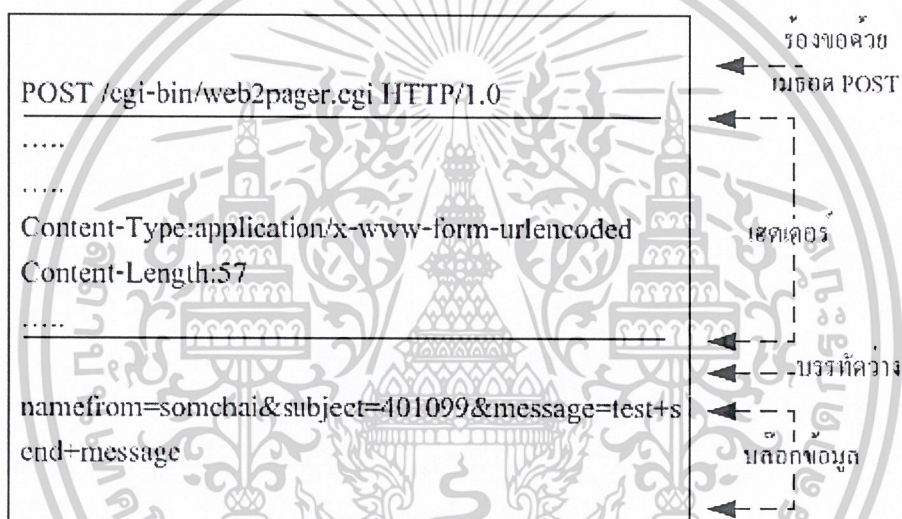 ร้องขอด้วย
เมธอด POST
POST /cgi-bin/web2pager.cgi HTTP/1.0
.....
.....
Content-Type:application/x-www-form-urlencoded
Content-Length:57
.....
เฮดเดอร์
บรรทัดว่าง
namefrom=somchai&subject=401099&message=test+s
end+message
บล็อกข้อมูล